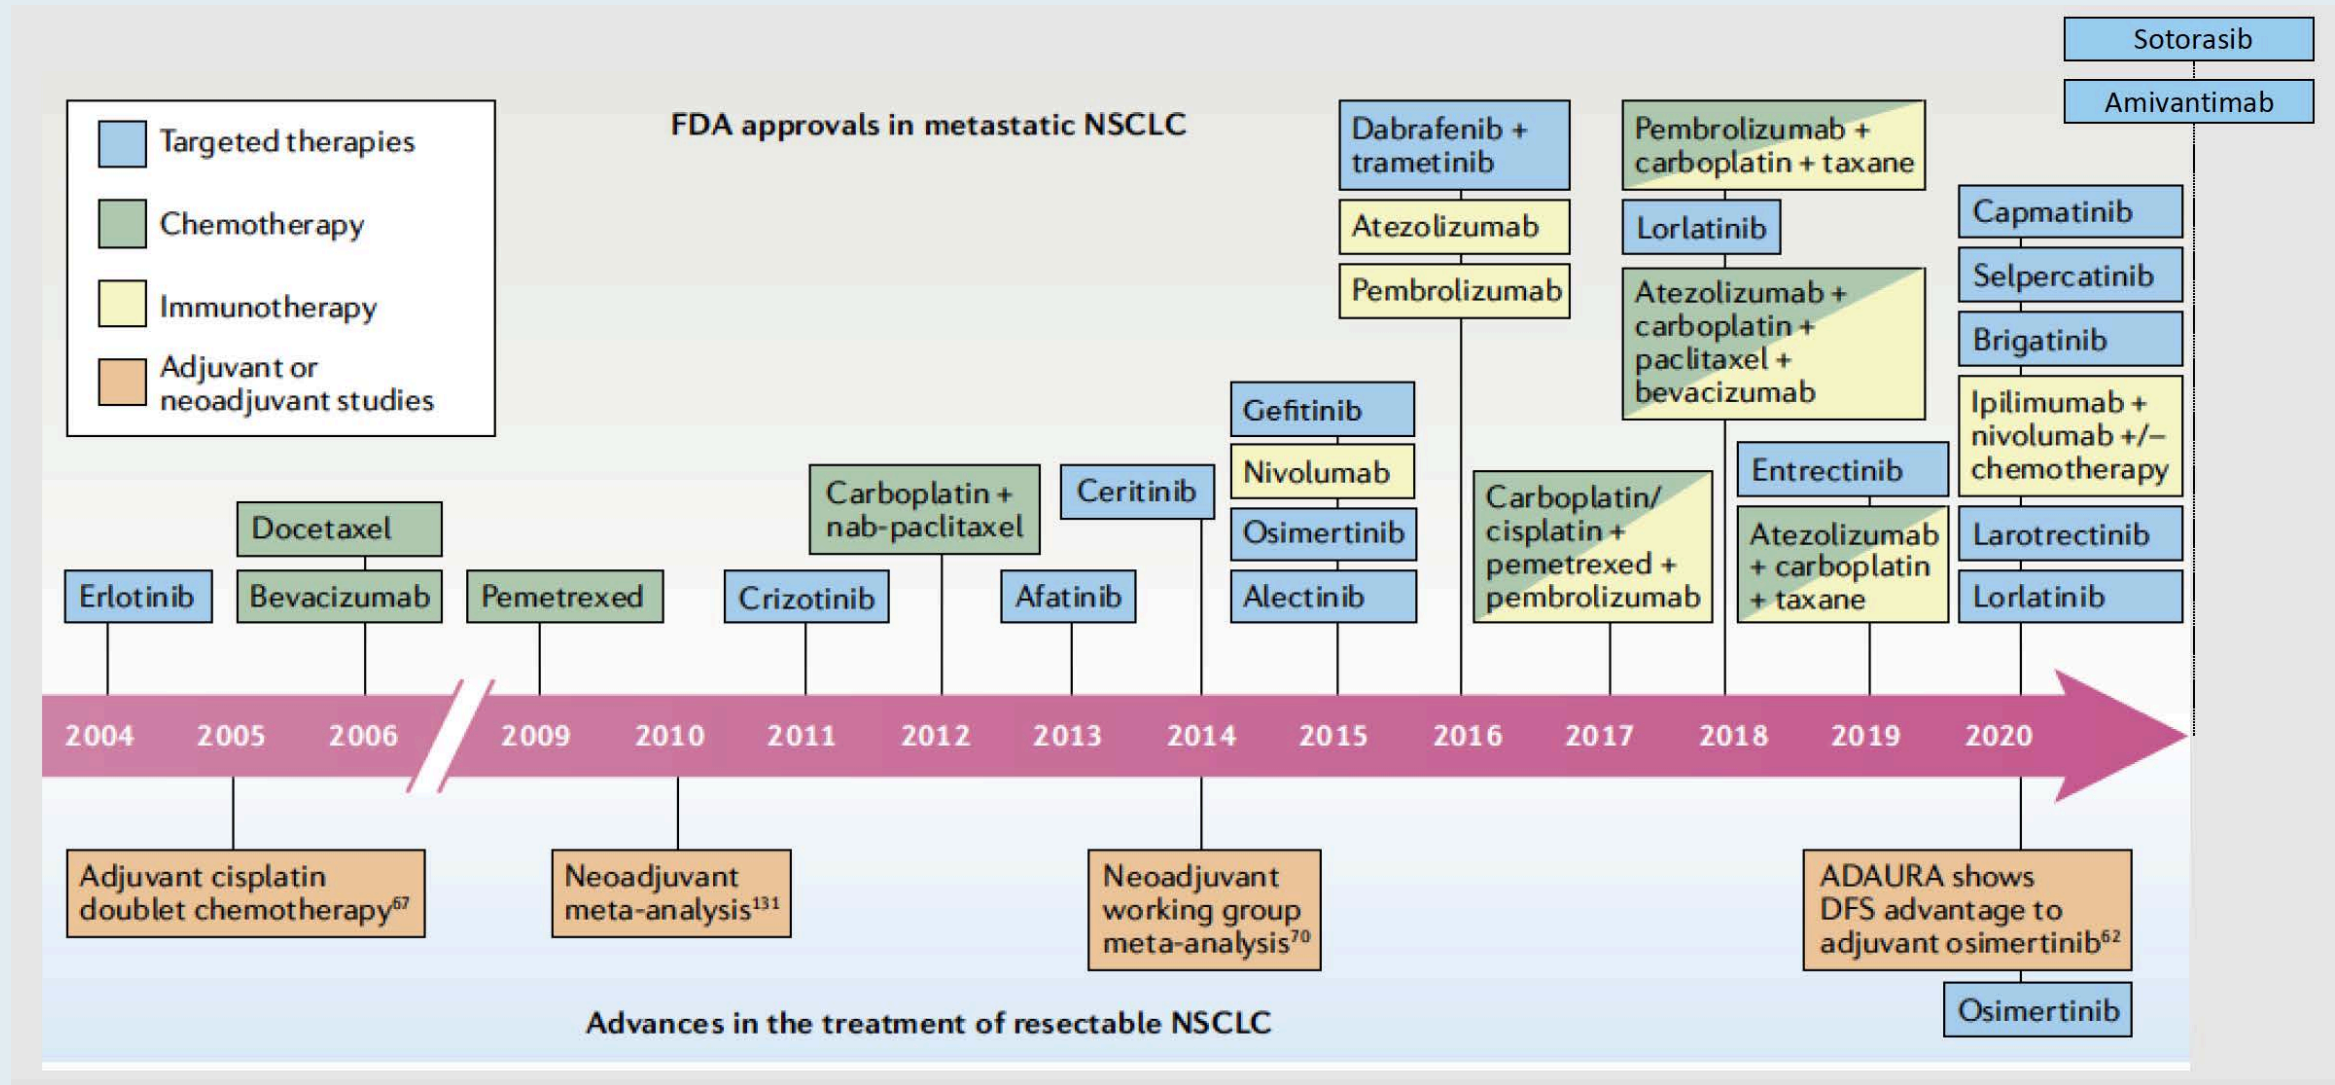 Sotorasib
Amivantimab
Targeted therapies
Chemotherapy
Immunotherapy
Adjuvant or
neoadjuvant studies
FDA approvals in metastatic NSCLC
Erlotinib
Docetaxel
Bevacizumab
Pemetrexed
Crizotinib
Carboplatin +
nab-paclitaxel
Afatinib
Ceritinib
Gefitinib
Nivolumab
Osimertinib
Alectinib
Dabrafenib +
trametinib
Atezolizumab
Pembrolizumab
Carboplatin/
cisplatin +
pemetrexed +
pembrolizumab
Pembrolizumab +
carboplatin + taxane
Lorlatinib
Atezolizumab +
carboplatin +
paclitaxel +
bevacizumab
Entrectinib
Atezolizumab
+ carboplatin
+ taxane
Capmatinib
Selpercatinib
Brigatinib
Ipilimumab +
nivolumab +/−
chemotherapy
Larotrectinib
Lorlatinib
2004 2005 2006 2009 2010 2011 2012 2013 2014 2015 2016 2017 2018 2019 2020
Adjuvant cisplatin
doublet chemotherapy67
Neoadjuvant
meta-analysis131
Neoadjuvant
working group
meta-analysis70
ADAURA shows
DFS advantage to
adjuvant osimertinib62
Osimertinib
Advances in the treatment of resectable NSCLC